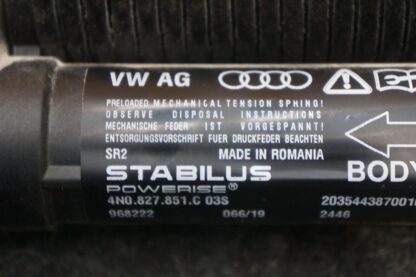 VW AG
PRELOADED MECHANICAL TENSION SPRING!
OBSERVE DISPOSAL INSTRUCTIONS
MECHANISCHE FEDER IST VORGESPANNT!
ENTSORGUNGSVORSCHRIFT FUER DRUCKFEDER BEACHTEN
SR2 MADE IN ROMANIA
STABILUS BODY
POWERISE®
4N0.827.851.C 03S 203544387001
968222 066/19 2446